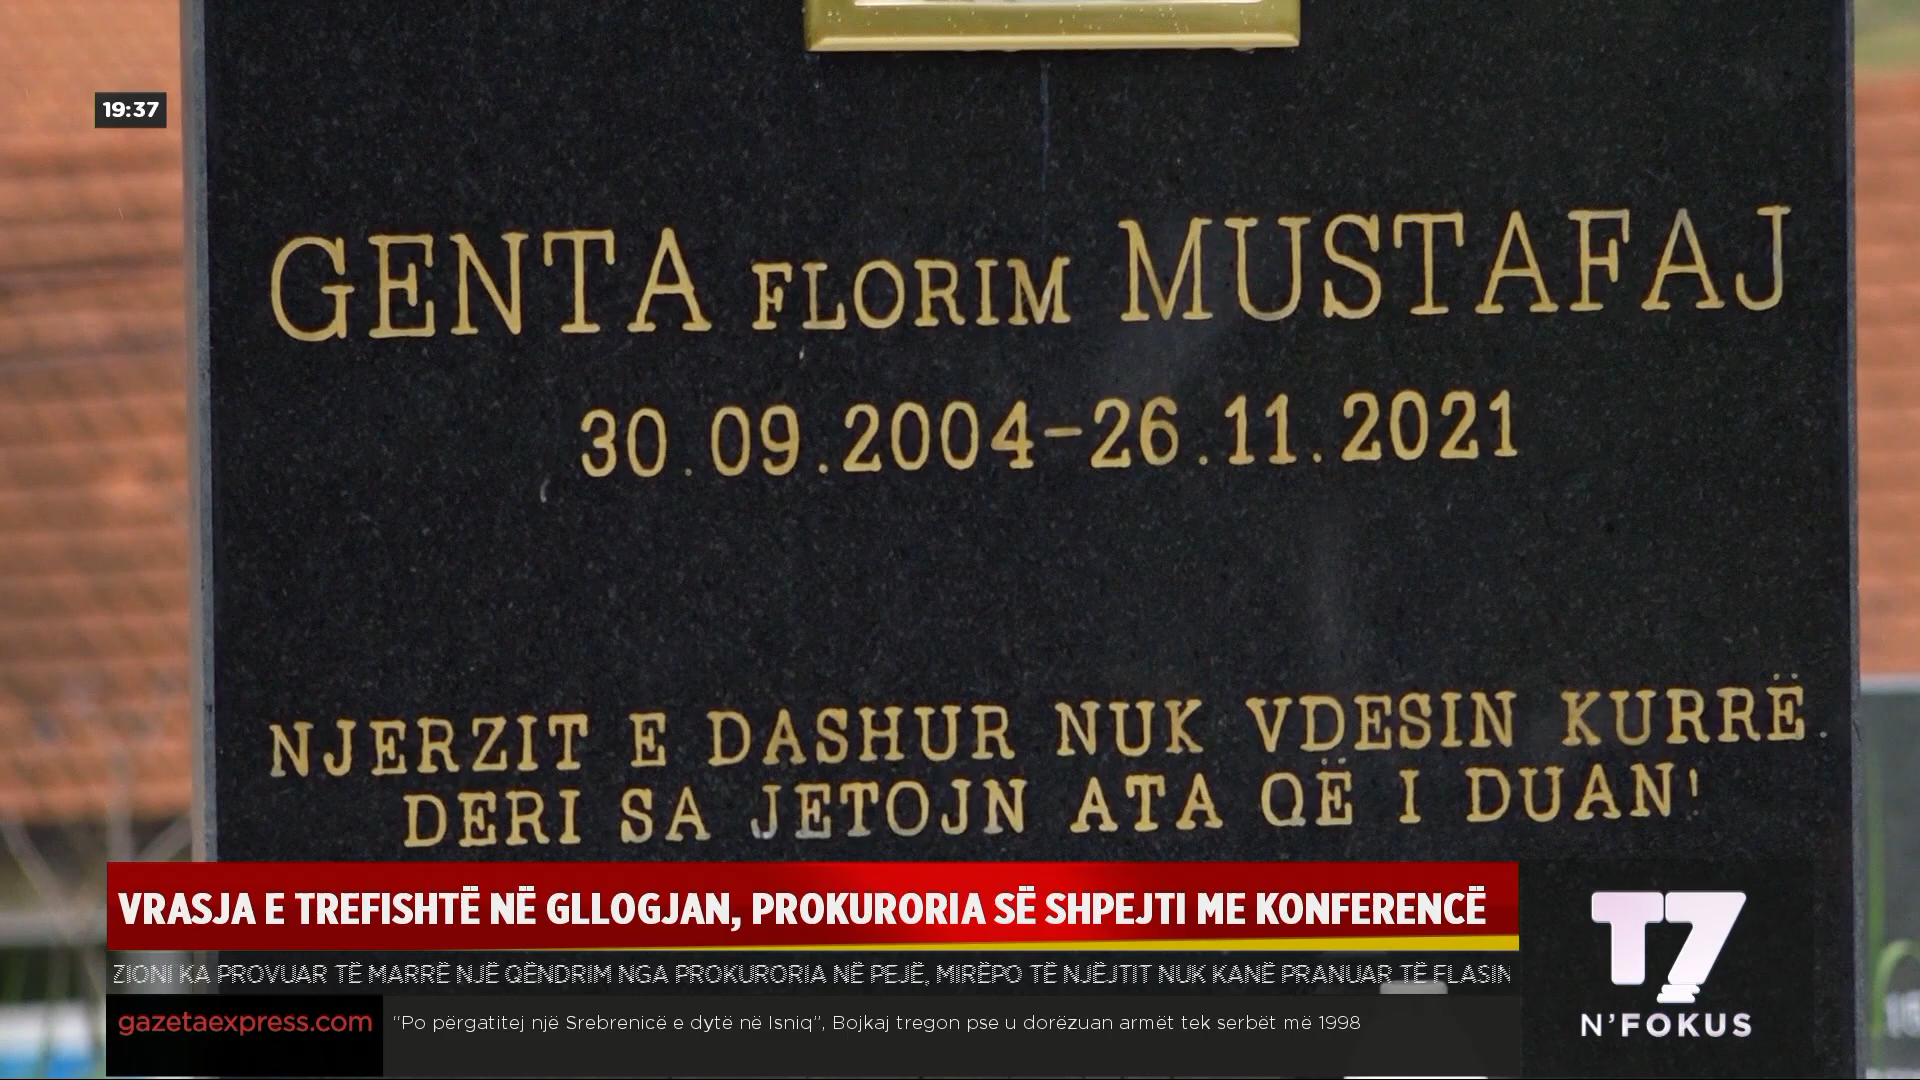 19:37
GENTA FLORIM MUSTAFAJ
30.09.2004-26.11.2021
NJERZIT E DASHUR NUK VDESIN KURRË.
DERI SA JETOJN ATA QË I DUAN!
VRASJA E TREFISHTË NË GLLOGJAN, PROKURORIA SË SHPEJTI ME KONFERENCË
ZIONI KA PROVUAR TË MARRË NJË QËNDRIM NGA PROKURORIA NË PEJË, MIRËPO TË NJËJTIT NUK KANË PRANUAR TË FLASIN
gazetaexpress.com
“Po përgatitej një Srebrenicë e dytë në Isniq”, Bojkaj tregon pse u dorëzuan armët tek serbët më 1998
T7
N'FOKUS